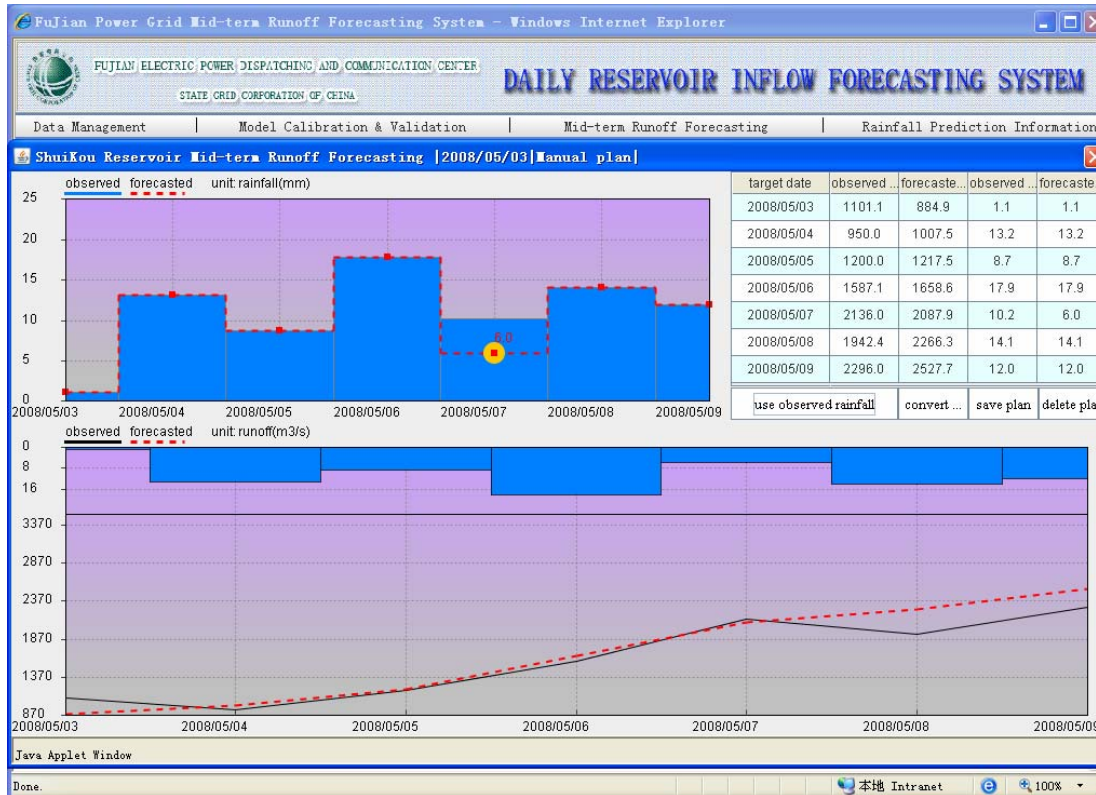 FuJian Power Grid Mid-term Runoff Forecasting System - Windows Internet Explorer
FUJIAN ELECTRIC POWER DISPATCHING AND COMMUNICATION CENTER
STATE GRID CORPORATION OF CHINA
DAILY RESERVOIR INFLOW FORECASTING SYSTEM
Data Management | Model Calibration & Validation | Mid-term Runoff Forecasting | Rainfall Prediction Information
ShuiKou Reservoir Mid-term Runoff Forecasting |2008/05/03|Manual plan|
observed forecasted unit: rainfall(mm)
25
20
15
10
5
0
6.0
2008/05/03 2008/05/04 2008/05/05 2008/05/06 2008/05/07 2008/05/08 2008/05/09
target date observed ... forecaste... observed ... forecaste
2008/05/03 1101.1 884.9 1.1 1.1
2008/05/04 950.0 1007.5 13.2 13.2
2008/05/05 1200.0 1217.5 8.7 8.7
2008/05/06 1587.1 1658.6 17.9 17.9
2008/05/07 2136.0 2087.9 10.2 6.0
2008/05/08 1942.4 2266.3 14.1 14.1
2008/05/09 2296.0 2527.7 12.0 12.0
use observed rainfall convert ... save plan delete pla
observed forecasted unit: runoff(m3/s)
0
8
16
3370
2870
2370
1870
1370
870
2008/05/03 2008/05/04 2008/05/05 2008/05/06 2008/05/07 2008/05/08 2008/05/09
Java Applet Window
Done. 本地 Intranet 100%